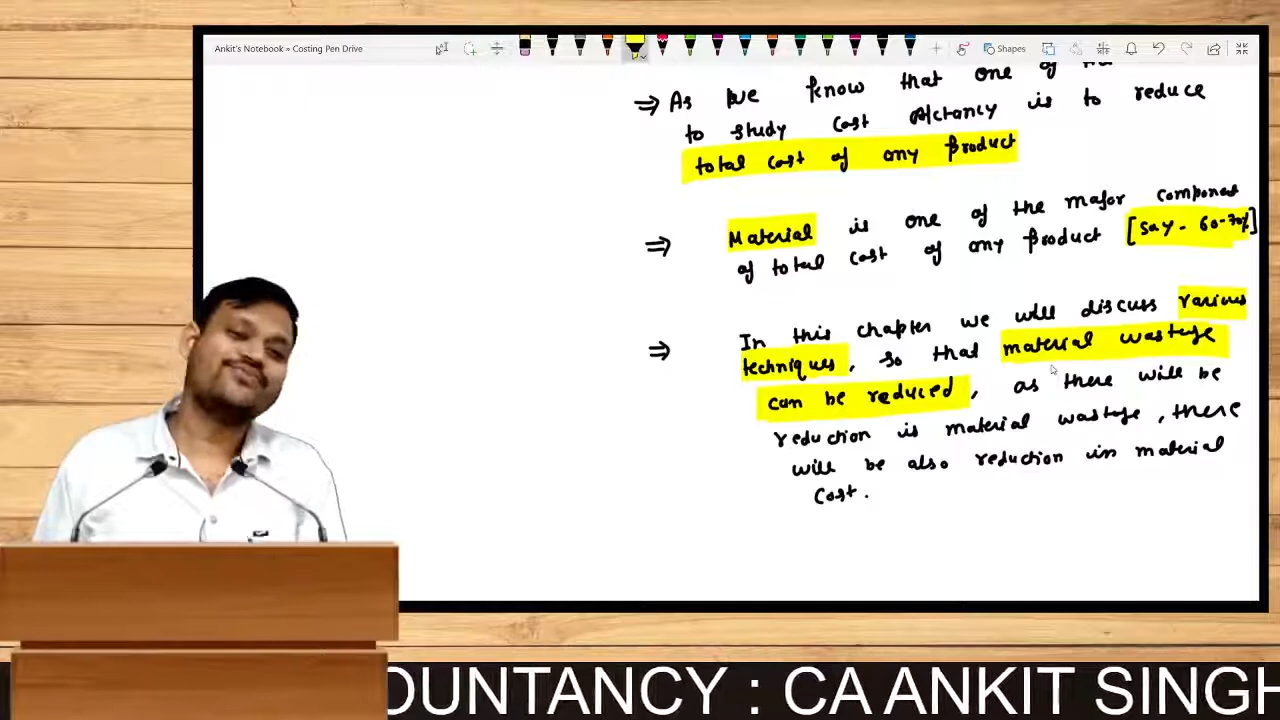 Ankit's Notebook » Costing Pen Drive
Shapes
⇒ As we know that one of the
to study cost A/ctancy is to reduce
total cost of any product
⇒ Material is one of the major component
of total cost of any product [say - 60-70%]
⇒ In this chapter we will discuss various
techniques, so that material wastage
can be reduced, as there will be
reduction is material wastage, there
will be also reduction in material
cost.
OUNTANCY : CA ANKIT SINGH